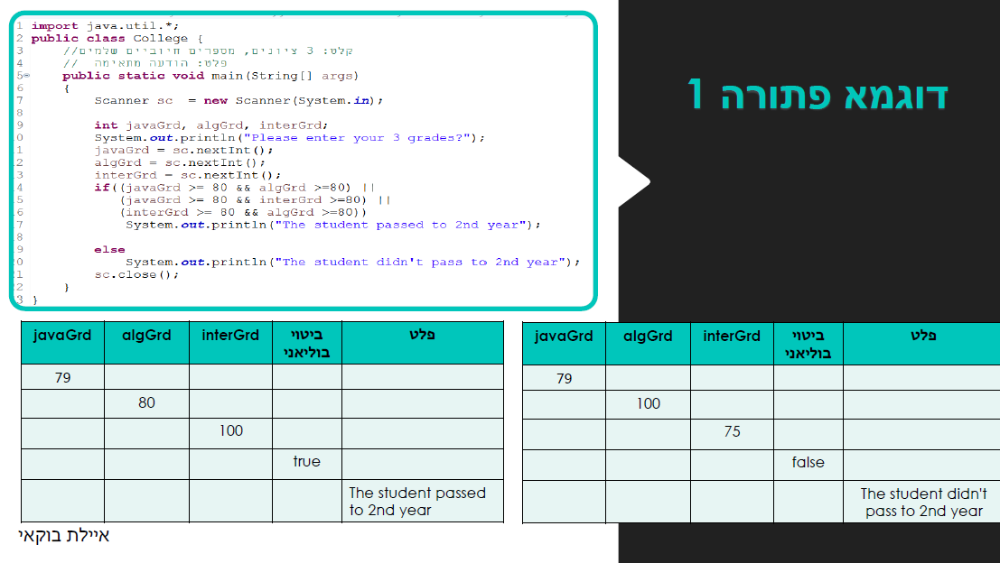 דוגמא פתורה 1
1 import java.util.*;
2 public class College {
3 //קלט: 3 ציונים, מספרים חיוביים שלמים
4 // פלט: הודעה מתאימה
5 public static void main(String[] args)
6 {
7 Scanner sc = new Scanner(System.in);
8
9 int javaGrd, algGrd, interGrd;
0 System.out.println("Please enter your 3 grades?");
1 javaGrd = sc.nextInt();
2 algGrd = sc.nextInt();
3 interGrd = sc.nextInt();
4 if((javaGrd >= 80 && algGrd >=80) ||
5 (javaGrd >= 80 && interGrd >=80) ||
6 (interGrd >= 80 && algGrd >=80))
7 System.out.println("The student passed to 2nd year");
8
9 else
0 System.out.println("The student didn't pass to 2nd year");
1 sc.close();
2 }
3 }
javaGrd algGrd interGrd ביטוי בוליאני פלט
79
80
100
true
The student passed
to 2nd year
javaGrd algGrd interGrd ביטוי בוליאני פלט
79
100
75
false
The student didn't
pass to 2nd year
איילת בוקאי